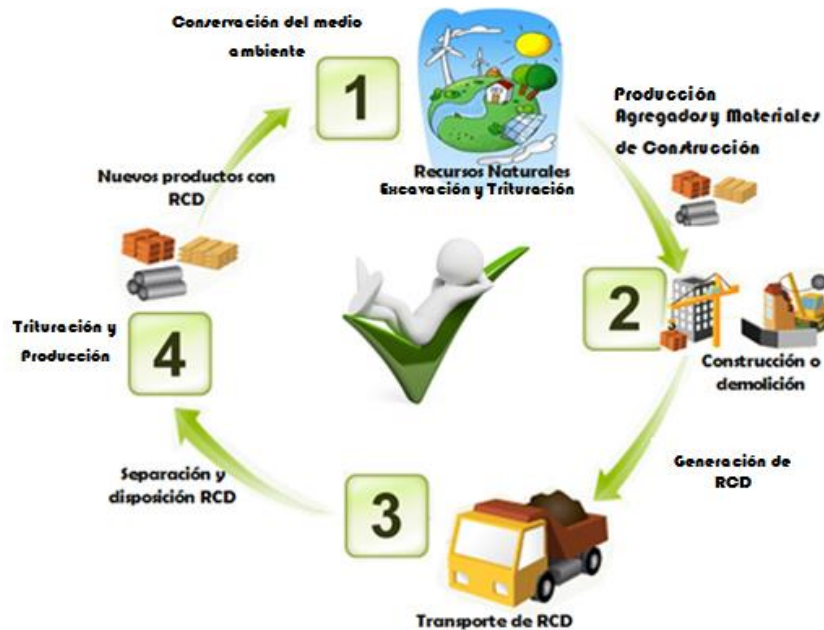 Conservación del medio
ambiente
1
Recursos Naturales
Excavación y Trituración
Producción
Agregados y Materiales
de Construcción
2
Construcción o
demolición
Generación de
RCD
3
Transporte de RCD
Separación y
disposición RCD
4
Trituración y
Producción
Nuevos productos con
RCD